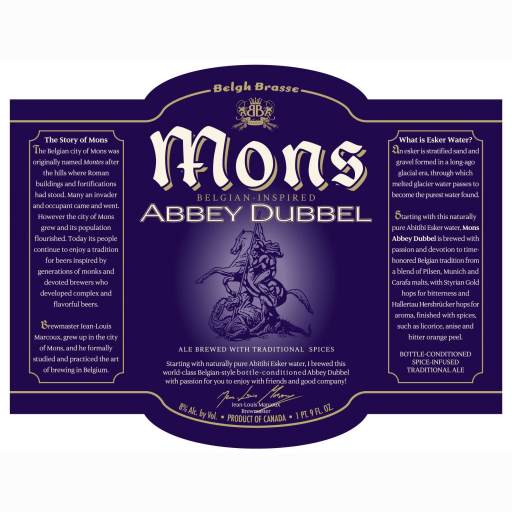 Belgh Brasse
BB
Mons
BELGIAN-INSPIRED
ABBEY DUBBEL
ALE BREWED WITH TRADITIONAL SPICES
Starting with naturally pure Abitibi Esker water, I brewed this
world class Belgian-style bottle-conditioned Abbey Dubbel
with passion for you to enjoy with friends and good company!
Jean-Louis Marcoux
Brewmaster
8% Alc. by Vol. • PRODUCT OF CANADA • 1 PT. 9 FL. OZ.
The Story of Mons
The Belgian city of Mons was
originally named Montes after
the hills where Roman
buildings and fortifications
had stood. Many an invader
and occupant came and went.
However the city of Mons
grew and its population
flourished. Today its people
continue to enjoy a tradition
for beers inspired by
generations of monks and
devoted brewers who
developed complex and
flavorful beers.
Brewmaster Jean-Louis
Marcoux, grew up in the city
of Mons, and he formally
studied and practiced the art
of brewing in Belgium.
What is Esker Water?
An esker is stratified sand and
gravel formed in a long-ago
glacial era, through which
melted glacier water passes to
become the purest water found.
Starting with this naturally
pure Abitibi Esker water, Mons
Abbey Dubbel is brewed with
passion and devotion to time-
honored Belgian tradition from
a blend of Pilsen, Munich and
Carafa malts, with Styrian Gold
hops for bitterness and
Hallertau Hersbrücker hops for
aroma, finished with spices,
such as licorice, anise and
bitter orange peel.
BOTTLE-CONDITIONED
SPICE-INFUSED
TRADITIONAL ALE